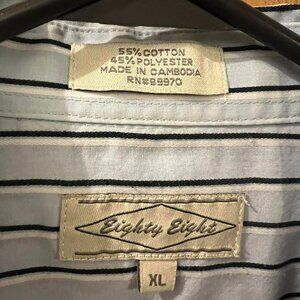 55% COTTON
45% POLYESTER
MADE IN CAMBODIA
RN#89970
Eighty Eight
XL